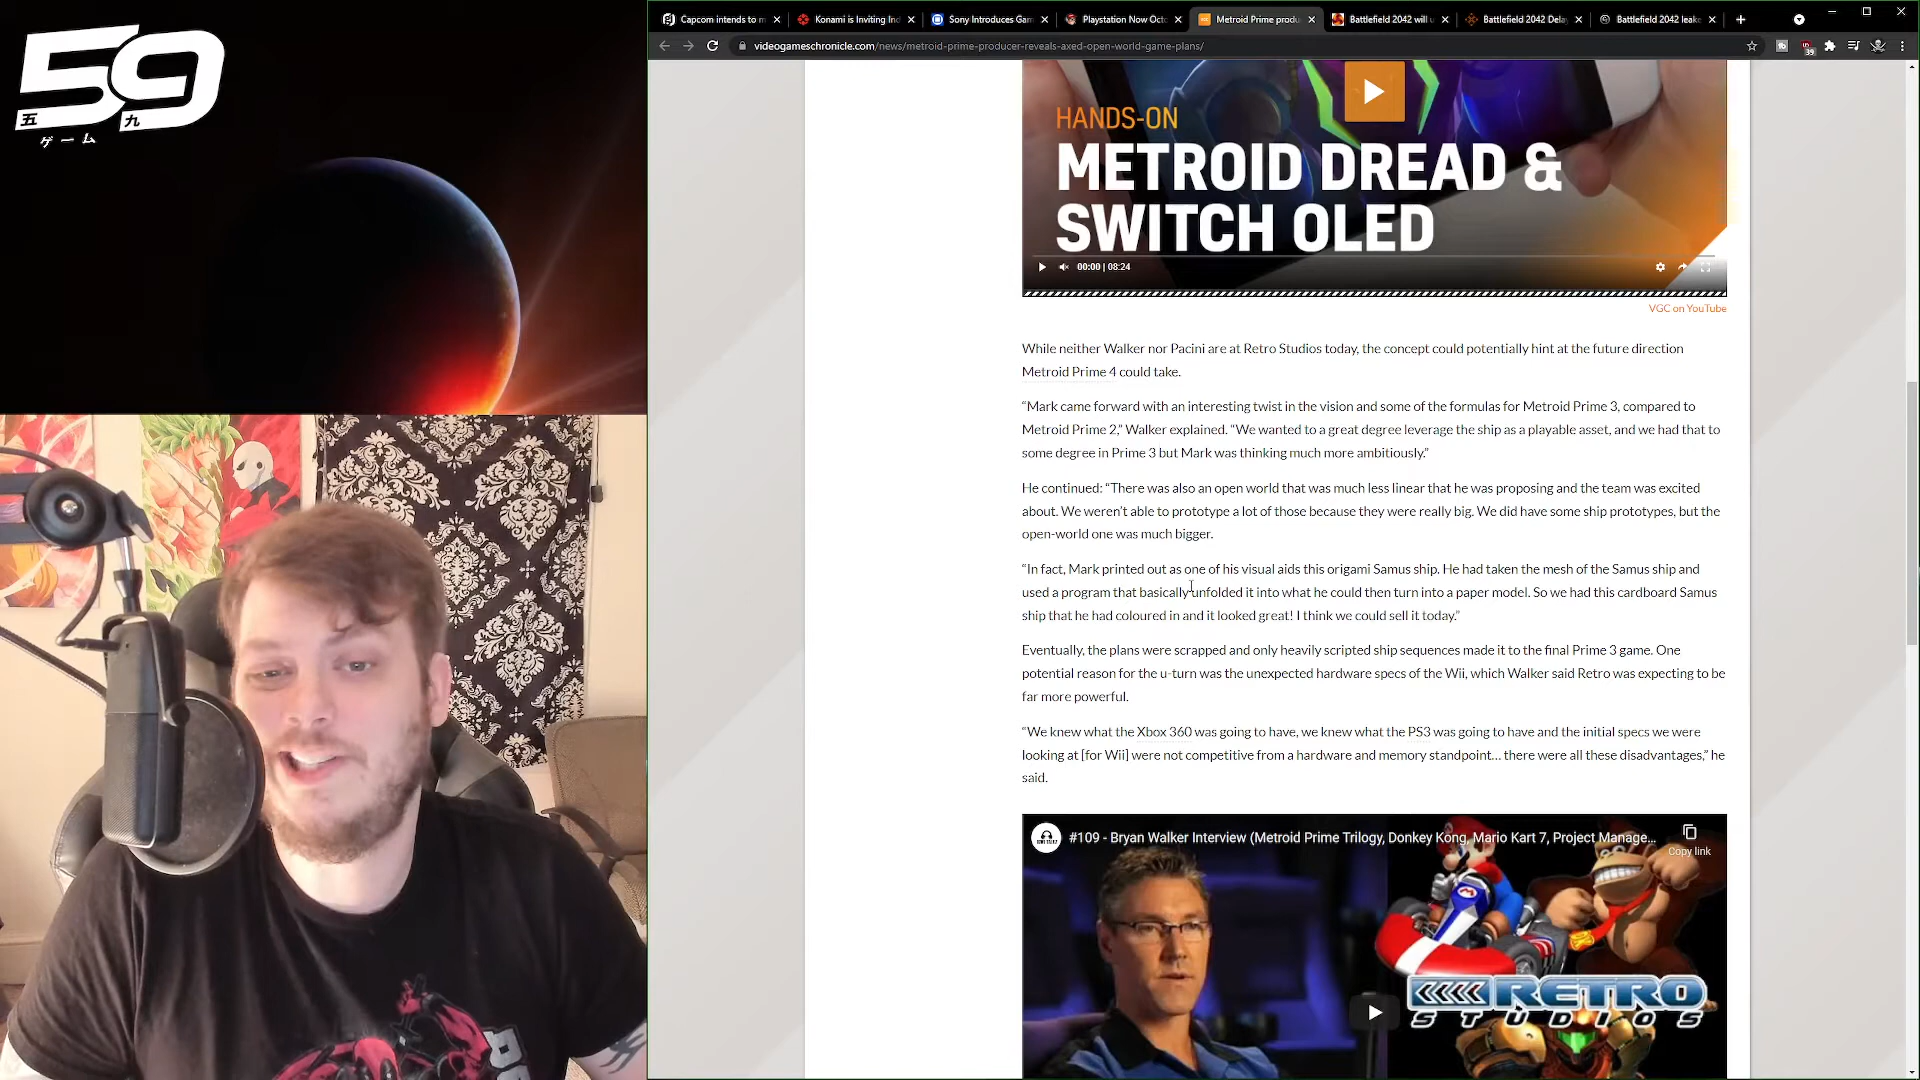 59
五 九
ゲーム
Capcom intends to m
Konami is Inviting Ind
Sony Introduces Gam
Playstation Now Octo
Metroid Prime produ
Battlefield 2042 will u
Battlefield 2042 Dela
Battlefield 2042 leake
videogameschronicle.com/news/metroid-prime-producer-reveals-axed-open-world-game-plans/
39
HANDS-ON
METROID DREAD &
SWITCH OLED
00:00 | 08:24
VGC on YouTube
While neither Walker nor Pacini are at Retro Studios today, the concept could potentially hint at the future direction
Metroid Prime 4 could take.
“Mark came forward with an interesting twist in the vision and some of the formulas for Metroid Prime 3, compared to
Metroid Prime 2,” Walker explained. “We wanted to a great degree leverage the ship as a playable asset, and we had that to
some degree in Prime 3 but Mark was thinking much more ambitiously.”
He continued: “There was also an open world that was much less linear that he was proposing and the team was excited
about. We weren’t able to prototype a lot of those because they were really big. We did have some ship prototypes, but the
open-world one was much bigger.
“In fact, Mark printed out as one of his visual aids this origami Samus ship. He had taken the mesh of the Samus ship and
used a program that basically unfolded it into what he could then turn into a paper model. So we had this cardboard Samus
ship that he had coloured in and it looked great! I think we could sell it today.”
Eventually, the plans were scrapped and only heavily scripted ship sequences made it to the final Prime 3 game. One
potential reason for the u-turn was the unexpected hardware specs of the Wii, which Walker said Retro was expecting to be
far more powerful.
“We knew what the Xbox 360 was going to have, we knew what the PS3 was going to have and the initial specs we were
looking at [for Wii] were not competitive from a hardware and memory standpoint… there were all these disadvantages,” he
said.
#109 - Bryan Walker Interview (Metroid Prime Trilogy, Donkey Kong, Mario Kart 7, Project Manage...
Copy link
RETRO
STUDIOS